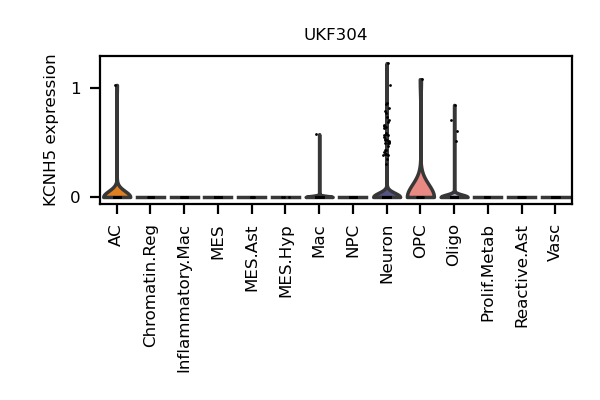 UKF304
KCNH5 expression
1
0
AC
Chromatin.Reg
Inflammatory.Mac
MES
MES.Ast
MES.Hyp
Mac
NPC
Neuron
OPC
Oligo
Prolif.Metab
Reactive.Ast
Vasc